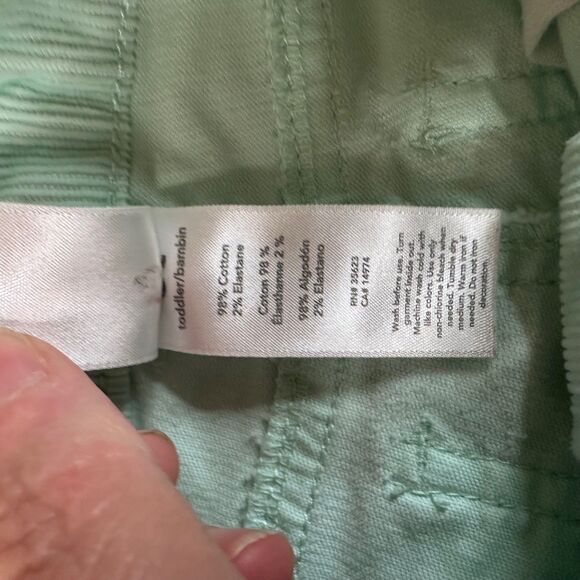 toddler/bambin
98% Cotton
2% Elastane
Coton 98 %
Élasthanne 2 %
98% Algodón
2% Elastano
RN# 35623
CA# 14974
Wash before use. Turn
garment inside out.
Machine wash cold with
like colors. Use only
non-chlorine bleach when
needed. Tumble dry
medium. Warm iron if
needed. Do not iron
decoration.